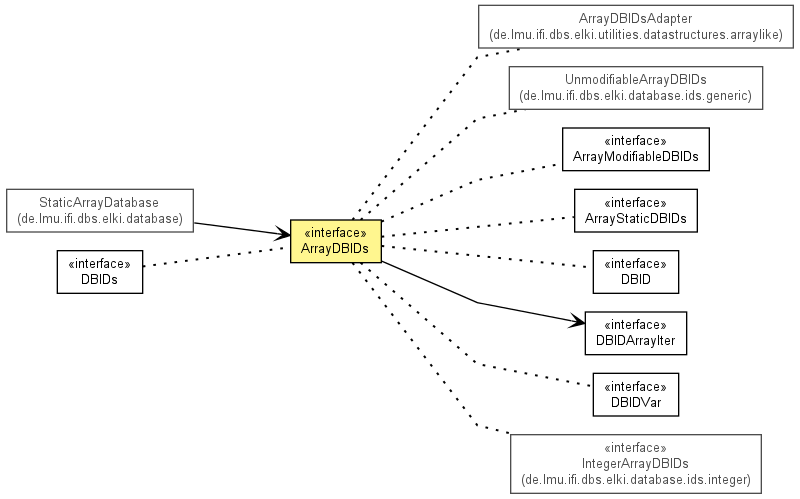 ArrayDBIDsAdapter
(de.lmu.ifi.dbs.elki.utilities.datastructures.arraylike)
UnmodifiableArrayDBIDs
(de.lmu.ifi.dbs.elki.database.ids.generic)
«interface»
ArrayModifiableDBIDs
StaticArrayDatabase
(de.lmu.ifi.dbs.elki.database)
«interface»
ArrayStaticDBIDs
«interface»
ArrayDBIDs
«interface»
DBIDs
«interface»
DBID
«interface»
DBIDArrayIter
«interface»
DBIDVar
«interface»
IntegerArrayDBIDs
(de.lmu.ifi.dbs.elki.database.ids.integer)